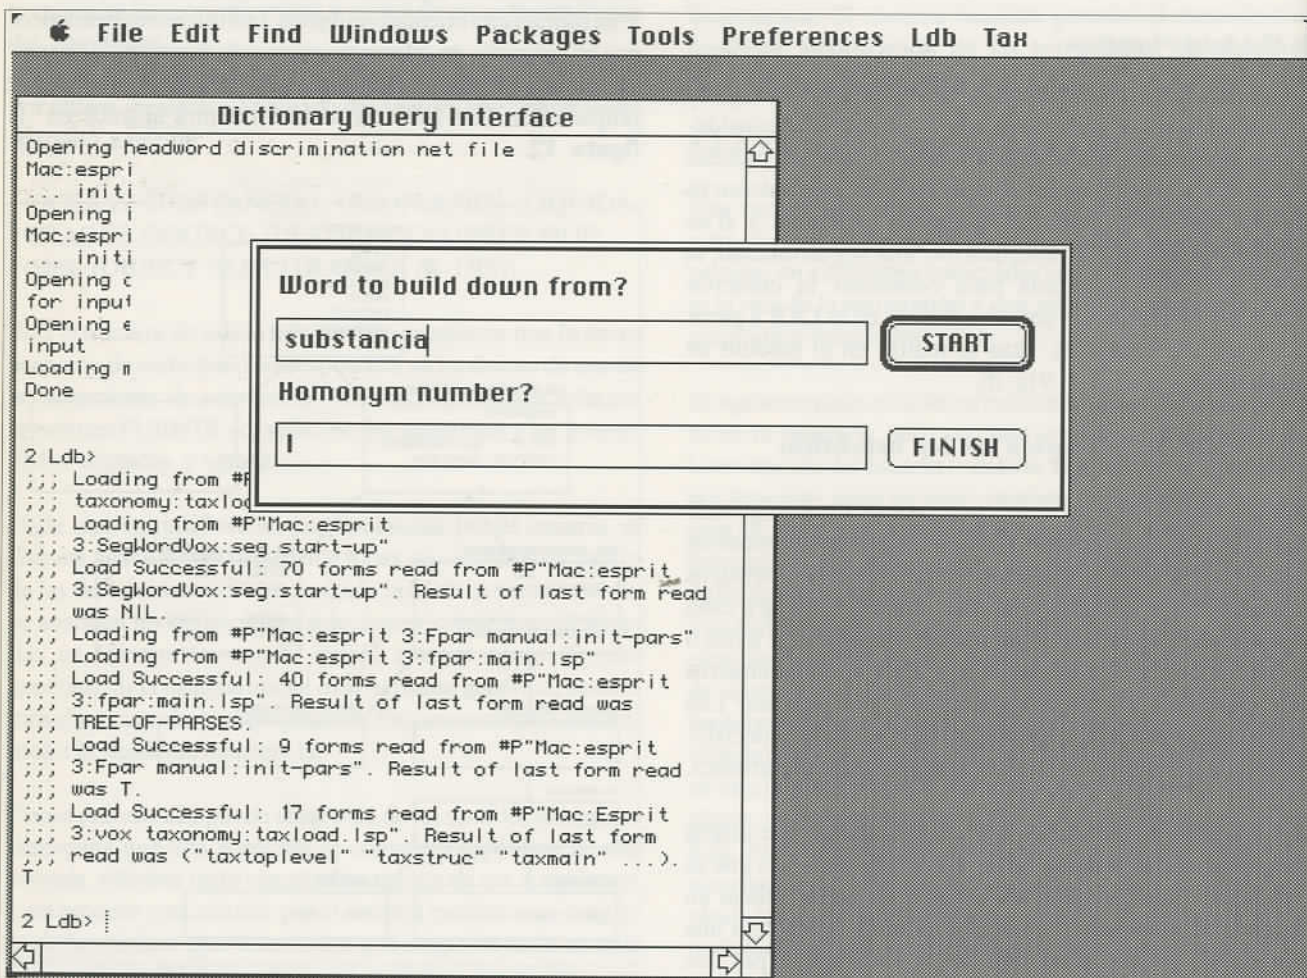 File Edit Find Windows Packages Tools Preferences Ldb Tax
Dictionary Query Interface
Opening headword discrimination net file
Mac:espri
... initi
Opening i
Mac:espri
initi
Opening
for input
Opening
input
Loading
Done
2 Ldb>
;;; Loading from #P
;;; taxonomy:taxloa
;;; Loading from #P"Mac:esprit
;;; 3:SegWordVox:seg.start-up"
;;; Load Successful: 70 forms read from #P"Mac:esprit
;;; 3:SegWordVox:seg.start-up". Result of last form read
;;; was NIL.
;;; Loading from #P"Mac:esprit 3:Fpar manual:init-pars"
;;; Loading from #P"Mac:esprit 3:fpar:main.lsp"
;;; Load Successful: 40 forms read from #P"Mac:esprit
;;; 3:fpar:main.lsp". Result of last form read was
;;; TREE-OF-PARSES.
;;; Load Successful: 9 forms read from #P"Mac:esprit
;;; 3:Fpar manual:init-pars". Result of last form read
;;; was T.
;;; Load Successful: 17 forms read from #P"Mac:Esprit
;;; 3:vox taxonomy:taxload.lsp". Result of last form
;;; read was ("taxtoplevel" "taxstruc" "taxmain" ...).
T
2 Ldb>
Word to build down from?
substancia
START
Homonym number?
I
FINISH